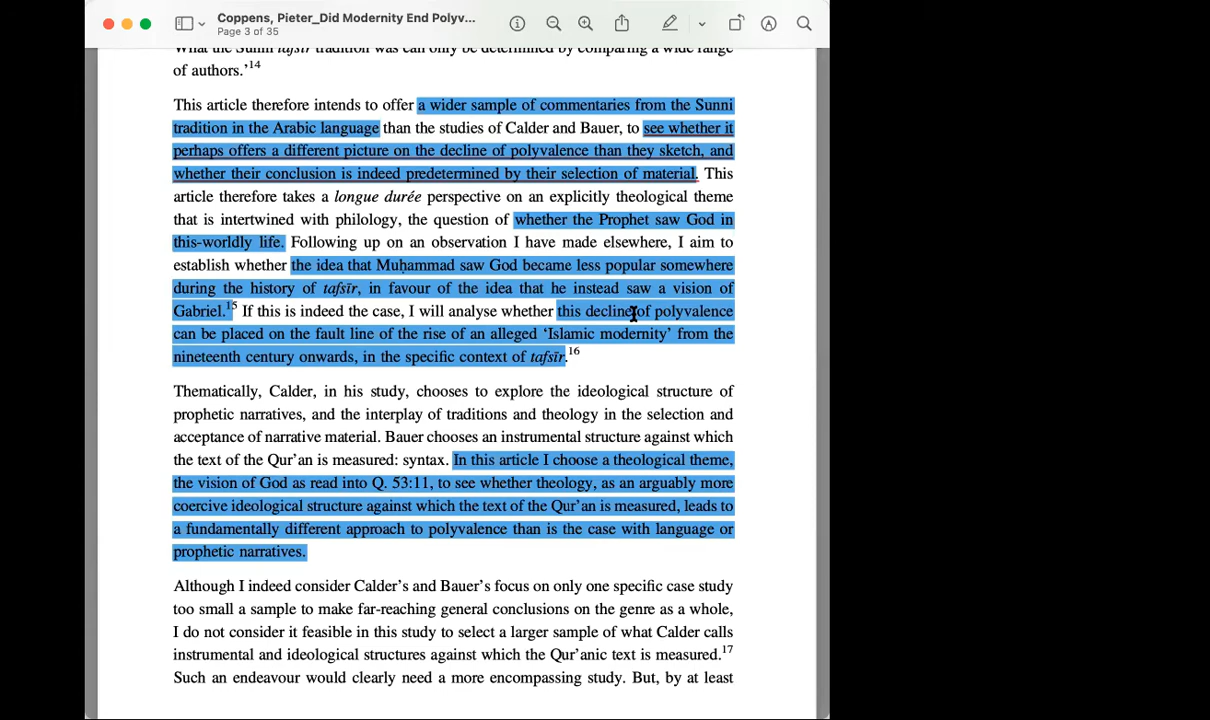 Coppens, Pieter_Did Modernity End Polyv...
Page 3 of 35
What the Sunni tafsīr tradition was can only be determined by comparing a wide range
of authors.’14
This article therefore intends to offer a wider sample of commentaries from the Sunni
tradition in the Arabic language than the studies of Calder and Bauer, to see whether it
perhaps offers a different picture on the decline of polyvalence than they sketch, and
whether their conclusion is indeed predetermined by their selection of material. This
article therefore takes a longue durée perspective on an explicitly theological theme
that is intertwined with philology, the question of whether the Prophet saw God in
this-worldly life. Following up on an observation I have made elsewhere, I aim to
establish whether the idea that Muḥammad saw God became less popular somewhere
during the history of tafsīr, in favour of the idea that he instead saw a vision of
Gabriel.15 If this is indeed the case, I will analyse whether this decline of polyvalence
can be placed on the fault line of the rise of an alleged ‘Islamic modernity’ from the
nineteenth century onwards, in the specific context of tafsīr.16
Thematically, Calder, in his study, chooses to explore the ideological structure of
prophetic narratives, and the interplay of traditions and theology in the selection and
acceptance of narrative material. Bauer chooses an instrumental structure against which
the text of the Qur’an is measured: syntax. In this article I choose a theological theme,
the vision of God as read into Q. 53:11, to see whether theology, as an arguably more
coercive ideological structure against which the text of the Qur’an is measured, leads to
a fundamentally different approach to polyvalence than is the case with language or
prophetic narratives.
Although I indeed consider Calder’s and Bauer’s focus on only one specific case study
too small a sample to make far-reaching general conclusions on the genre as a whole,
I do not consider it feasible in this study to select a larger sample of what Calder calls
instrumental and ideological structures against which the Qur’anic text is measured.17
Such an endeavour would clearly need a more encompassing study. But, by at least